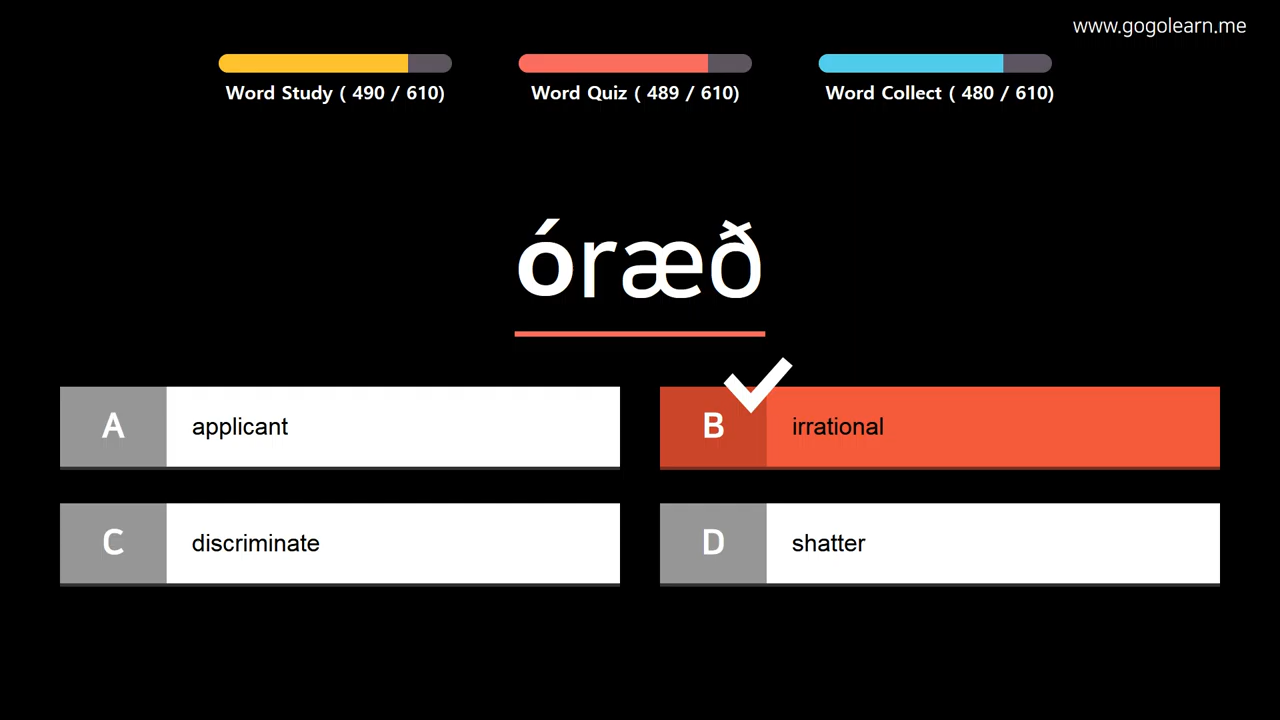 www.gogolearn.me
Word Study ( 490 / 610)
Word Quiz ( 489 / 610)
Word Collect ( 480 / 610)
óræð
A applicant
B irrational
C discriminate
D shatter